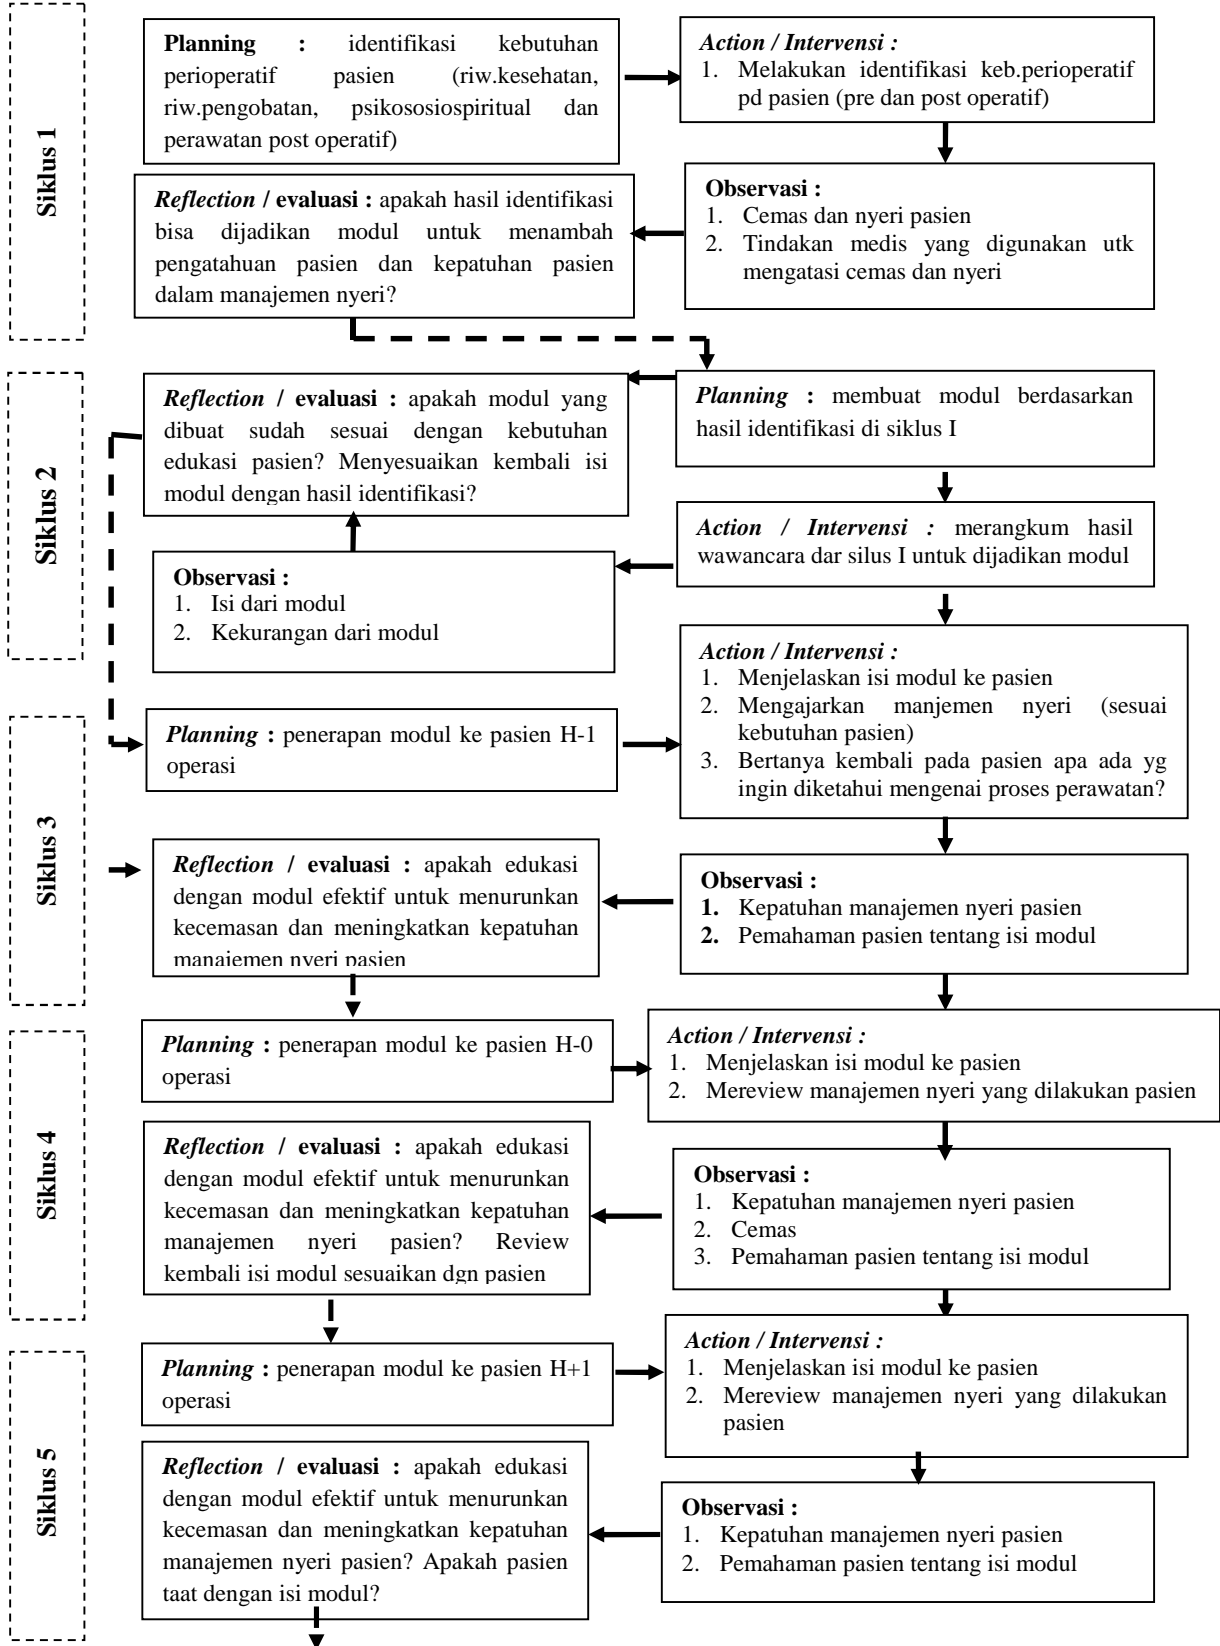 Siklus 1
Planning : identifikasi kebutuhan
perioperatif pasien (riw.kesehatan,
riw.pengobatan, psikososiospiritual dan
perawatan post operatif)
Action / Intervensi :
1. Melakukan identifikasi keb.perioperatif
pd pasien (pre dan post operatif)
Observasi :
1. Cemas dan nyeri pasien
2. Tindakan medis yang digunakan utk
mengatasi cemas dan nyeri
Reflection / evaluasi : apakah hasil identifikasi
bisa dijadikan modul untuk menambah
pengatahuan pasien dan kepatuhan pasien
dalam manajemen nyeri?
Siklus 2
Planning : membuat modul berdasarkan
hasil identifikasi di siklus I
Action / Intervensi : merangkum hasil
wawancara dar silus I untuk dijadikan modul
Observasi :
1. Isi dari modul
2. Kekurangan dari modul
Reflection / evaluasi : apakah modul yang
dibuat sudah sesuai dengan kebutuhan
edukasi pasien? Menyesuaikan kembali isi
modul dengan hasil identifikasi?
Siklus 3
Planning : penerapan modul ke pasien H-1
operasi
Action / Intervensi :
1. Menjelaskan isi modul ke pasien
2. Mengajarkan manjemen nyeri (sesuai
kebutuhan pasien)
3. Bertanya kembali pada pasien apa ada yg
ingin diketahui mengenai proses perawatan?
Observasi :
1. Kepatuhan manajemen nyeri pasien
2. Pemahaman pasien tentang isi modul
Reflection / evaluasi : apakah edukasi
dengan modul efektif untuk menurunkan
kecemasan dan meningkatkan kepatuhan
manajemen nyeri pasien
Siklus 4
Planning : penerapan modul ke pasien H-0
operasi
Action / Intervensi :
1. Menjelaskan isi modul ke pasien
2. Mereview manajemen nyeri yang dilakukan pasien
Observasi :
1. Kepatuhan manajemen nyeri pasien
2. Cemas
3. Pemahaman pasien tentang isi modul
Reflection / evaluasi : apakah edukasi
dengan modul efektif untuk menurunkan
kecemasan dan meningkatkan kepatuhan
manajemen nyeri pasien? Review
kembali isi modul sesuaikan dgn pasien
Siklus 5
Planning : penerapan modul ke pasien H+1
operasi
Action / Intervensi :
1. Menjelaskan isi modul ke pasien
2. Mereview manajemen nyeri yang dilakukan
pasien
Observasi :
1. Kepatuhan manajemen nyeri pasien
2. Pemahaman pasien tentang isi modul
Reflection / evaluasi : apakah edukasi
dengan modul efektif untuk menurunkan
kecemasan dan meningkatkan kepatuhan
manajemen nyeri pasien? Apakah pasien
taat dengan isi modul?